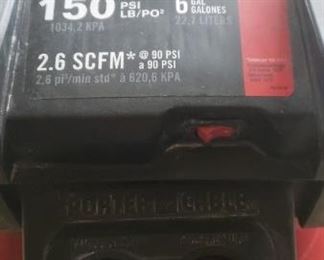 150 PSI LB/PO²
1034,2 KPA
6 GAL GALONES
22,7 LITERS
2.6 SCFM* @ 90 PSI a 90 PSI
2,6 pi³/min std* à 620,6 KPA
PORTER CABLE